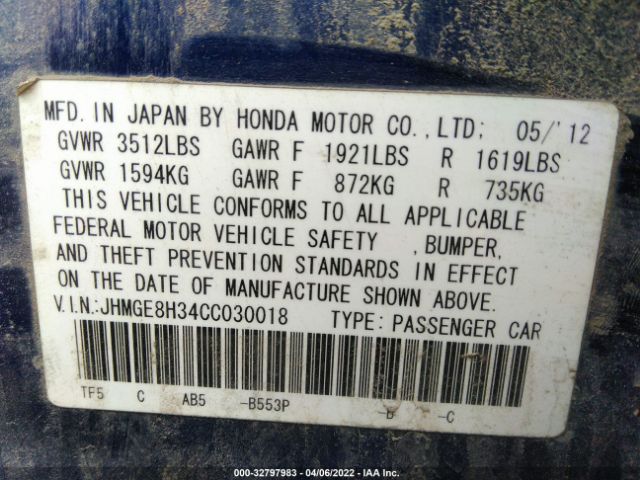 MFD. IN JAPAN BY HONDA MOTOR CO.,LTD; 05/'12
GVWR 3512LBS GAWR F 1921LBS R 1619LBS
GVWR 1594KG GAWR F 872KG R 735KG
THIS VEHICLE CONFORMS TO ALL APPLICABLE
FEDERAL MOTOR VEHICLE SAFETY ,BUMPER,
AND THEFT PREVENTION STANDARDS IN EFFECT
ON THE DATE OF MANUFACTURE SHOWN ABOVE.
V.I.N:JHMGE8H34CC030018 TYPE: PASSENGER CAR
TF5 C AB5 -B553P -B -C
000-32797983 - 04/06/2022 - IAA Inc.